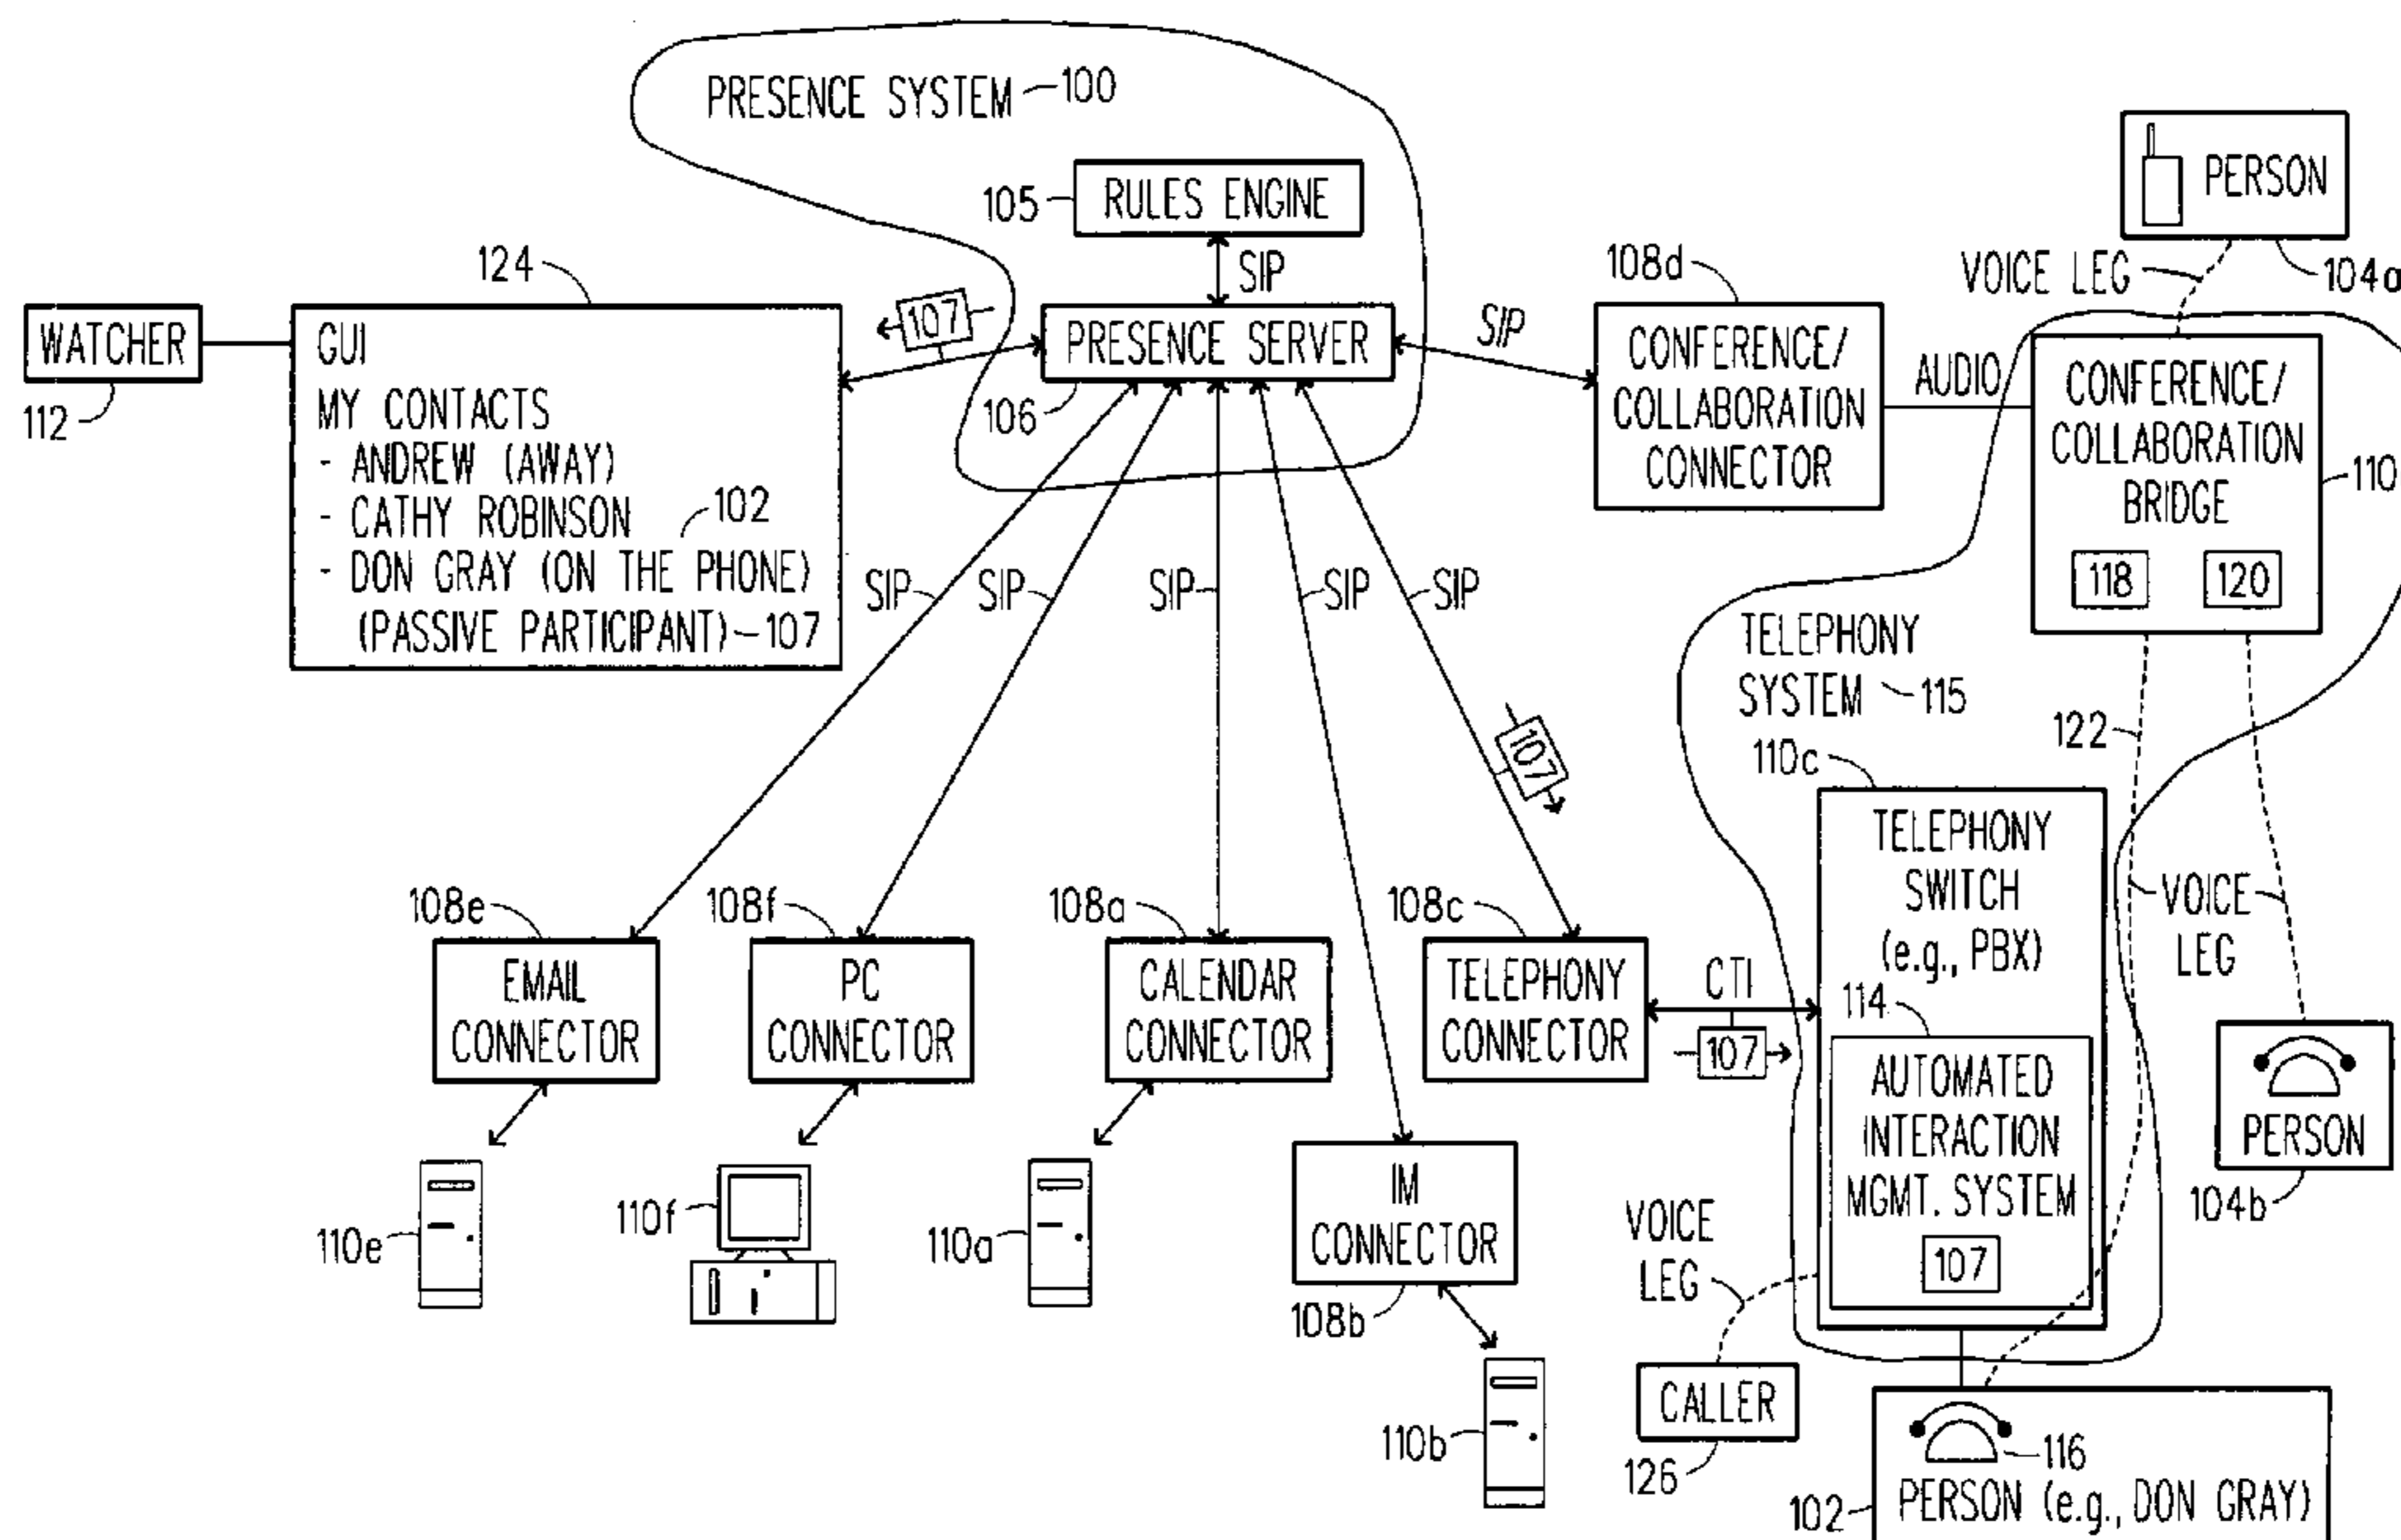 PRESENCE SYSTEM 100
105
RULES ENGINE
SIP
PERSON
104a
VOICE LEG
124
WATCHER
112
GUI
MY CONTACTS
- ANDREW (AWAY)
- CATHY ROBINSON
102
- DON GRAY (ON THE PHONE)
(PASSIVE PARTICIPANT) 107
107
PRESENCE SERVER
106
SIP
108d
CONFERENCE/
COLLABORATION
CONNECTOR
AUDIO
CONFERENCE/
COLLABORATION
BRIDGE
110
118
120
SIP
SIP
SIP
SIP
SIP
TELEPHONY
SYSTEM 115
122
107
110c
TELEPHONY
SWITCH
(e.g., PBX)
114
AUTOMATED
INTERACTION
MGMT. SYSTEM
107
VOICE
LEG
108e
EMAIL
CONNECTOR
108f
PC
CONNECTOR
108a
CALENDAR
CONNECTOR
108c
TELEPHONY
CONNECTOR
CTI
107
PERSON
104b
110e
110f
110a
IM
CONNECTOR
108b
110b
VOICE
LEG
CALLER
126
116
102
PERSON (e.g., DON GRAY)